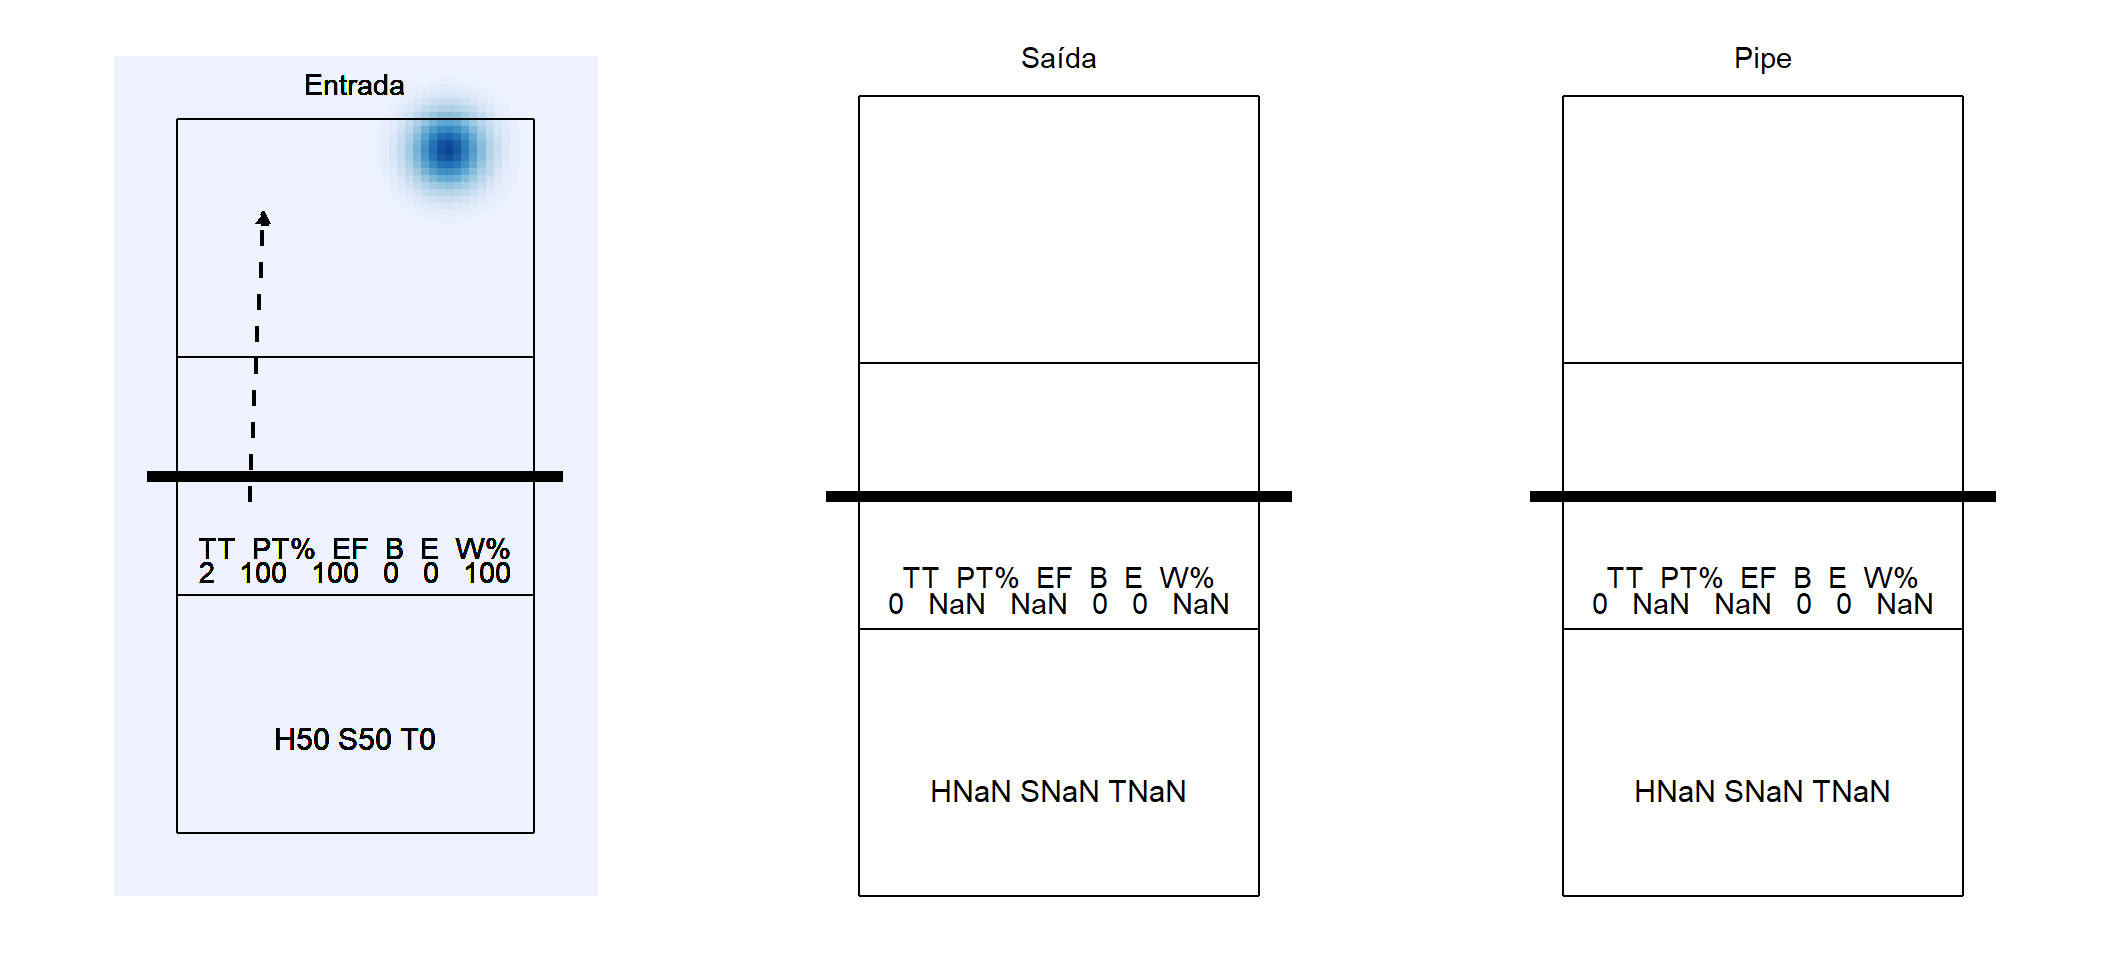 Entrada
TT PT% EF B E W%
2 100 100 0 0 100
H50 S50 T0
Saída
TT PT% EF B E W%
0 NaN NaN 0 0 NaN
HNaN SNaN TNaN
Pipe
TT PT% EF B E W%
0 NaN NaN 0 0 NaN
HNaN SNaN TNaN